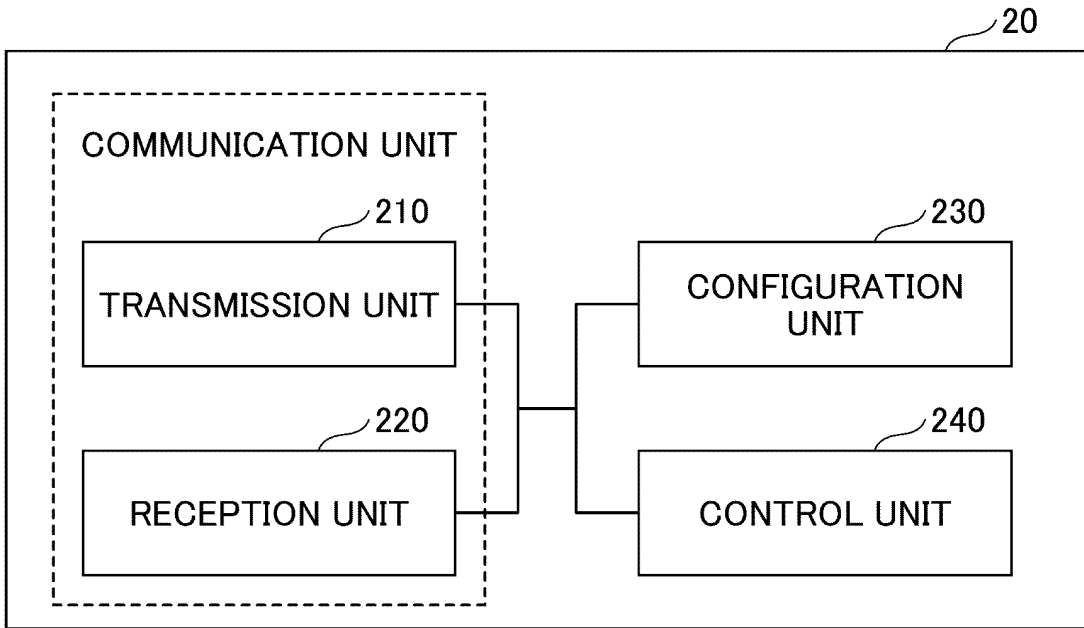 20
COMMUNICATION UNIT
210
TRANSMISSION UNIT
220
RECEPTION UNIT
230
CONFIGURATION
UNIT
240
CONTROL UNIT